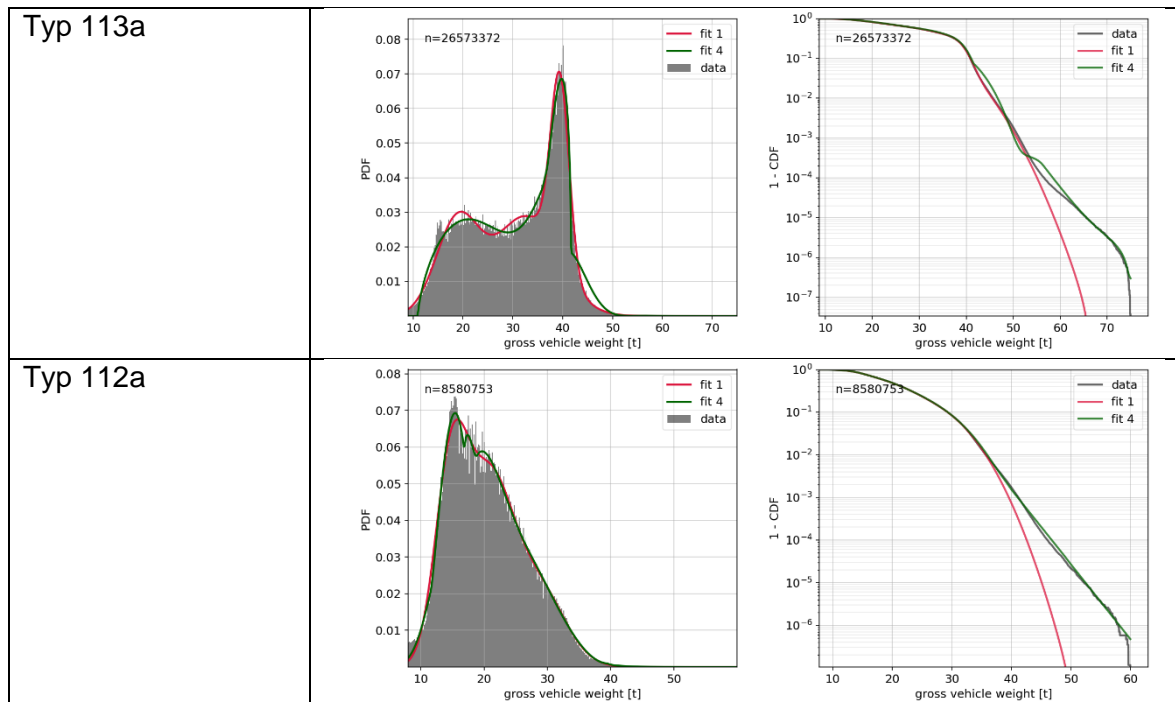 Typ 113a
n=26573372
fit 1
fit 4
data
0.08
0.07
0.06
0.05
0.04
0.03
0.02
0.01
PDF
10 20 30 40 50 60 70
gross vehicle weight [t]
n=26573372
data
fit 1
fit 4
10⁰
10⁻¹
10⁻²
10⁻³
10⁻⁴
10⁻⁵
10⁻⁶
10⁻⁷
1 - CDF
10 20 30 40 50 60 70
gross vehicle weight [t]
Typ 112a
n=8580753
fit 1
fit 4
data
0.08
0.07
0.06
0.05
0.04
0.03
0.02
0.01
PDF
10 20 30 40 50
gross vehicle weight [t]
n=8580753
data
fit 1
fit 4
10⁰
10⁻¹
10⁻²
10⁻³
10⁻⁴
10⁻⁵
10⁻⁶
1 - CDF
10 20 30 40 50 60
gross vehicle weight [t]